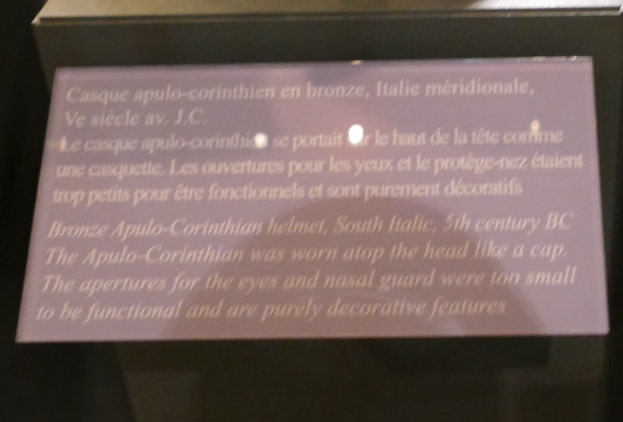 Casque apulo-corinthien en bronze, Italie méridionale,
Ve siècle av. J.C.
Le casque apulo-corinthien se portait sur le haut de la tête comme
une casquette. Les ouvertures pour les yeux et le protège-nez étaient
trop petits pour être fonctionnels et sont purement décoratifs
Bronze Apulo-Corinthian helmet, South Italic, 5th century BC
The Apulo-Corinthian was worn atop the head like a cap.
The apertures for the eyes and nasal guard were too small
to be functional and are purely decorative features